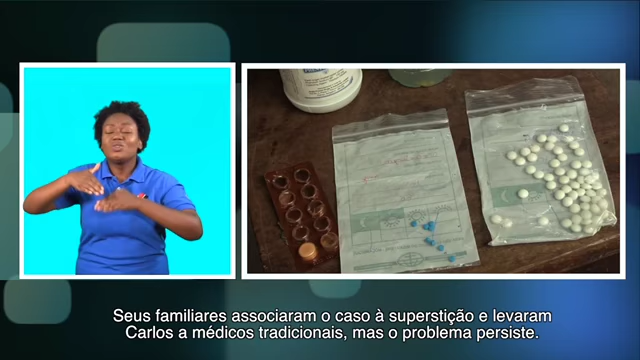 Seus familiares associaram o caso à superstição e levaram
Carlos a médicos tradicionais, mas o problema persiste.